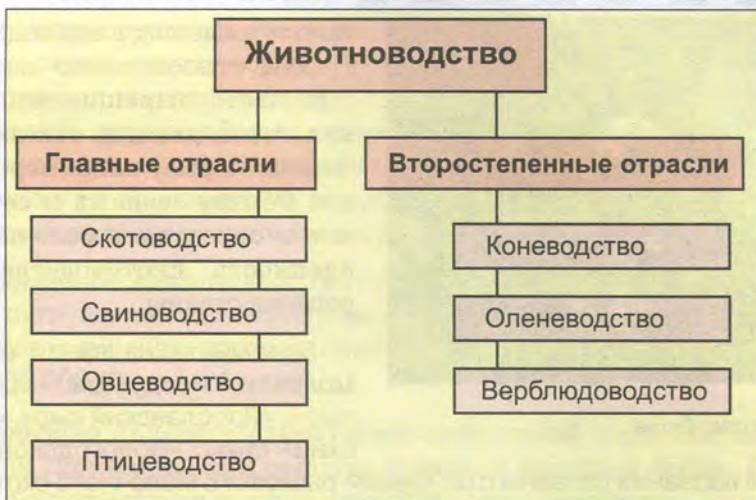 Животноводство
Главные отрасли
Скотоводство
Свиноводство
Овцеводство
Птицеводство
Второстепенные отрасли
Коневодство
Оленеводство
Верблюдоводство